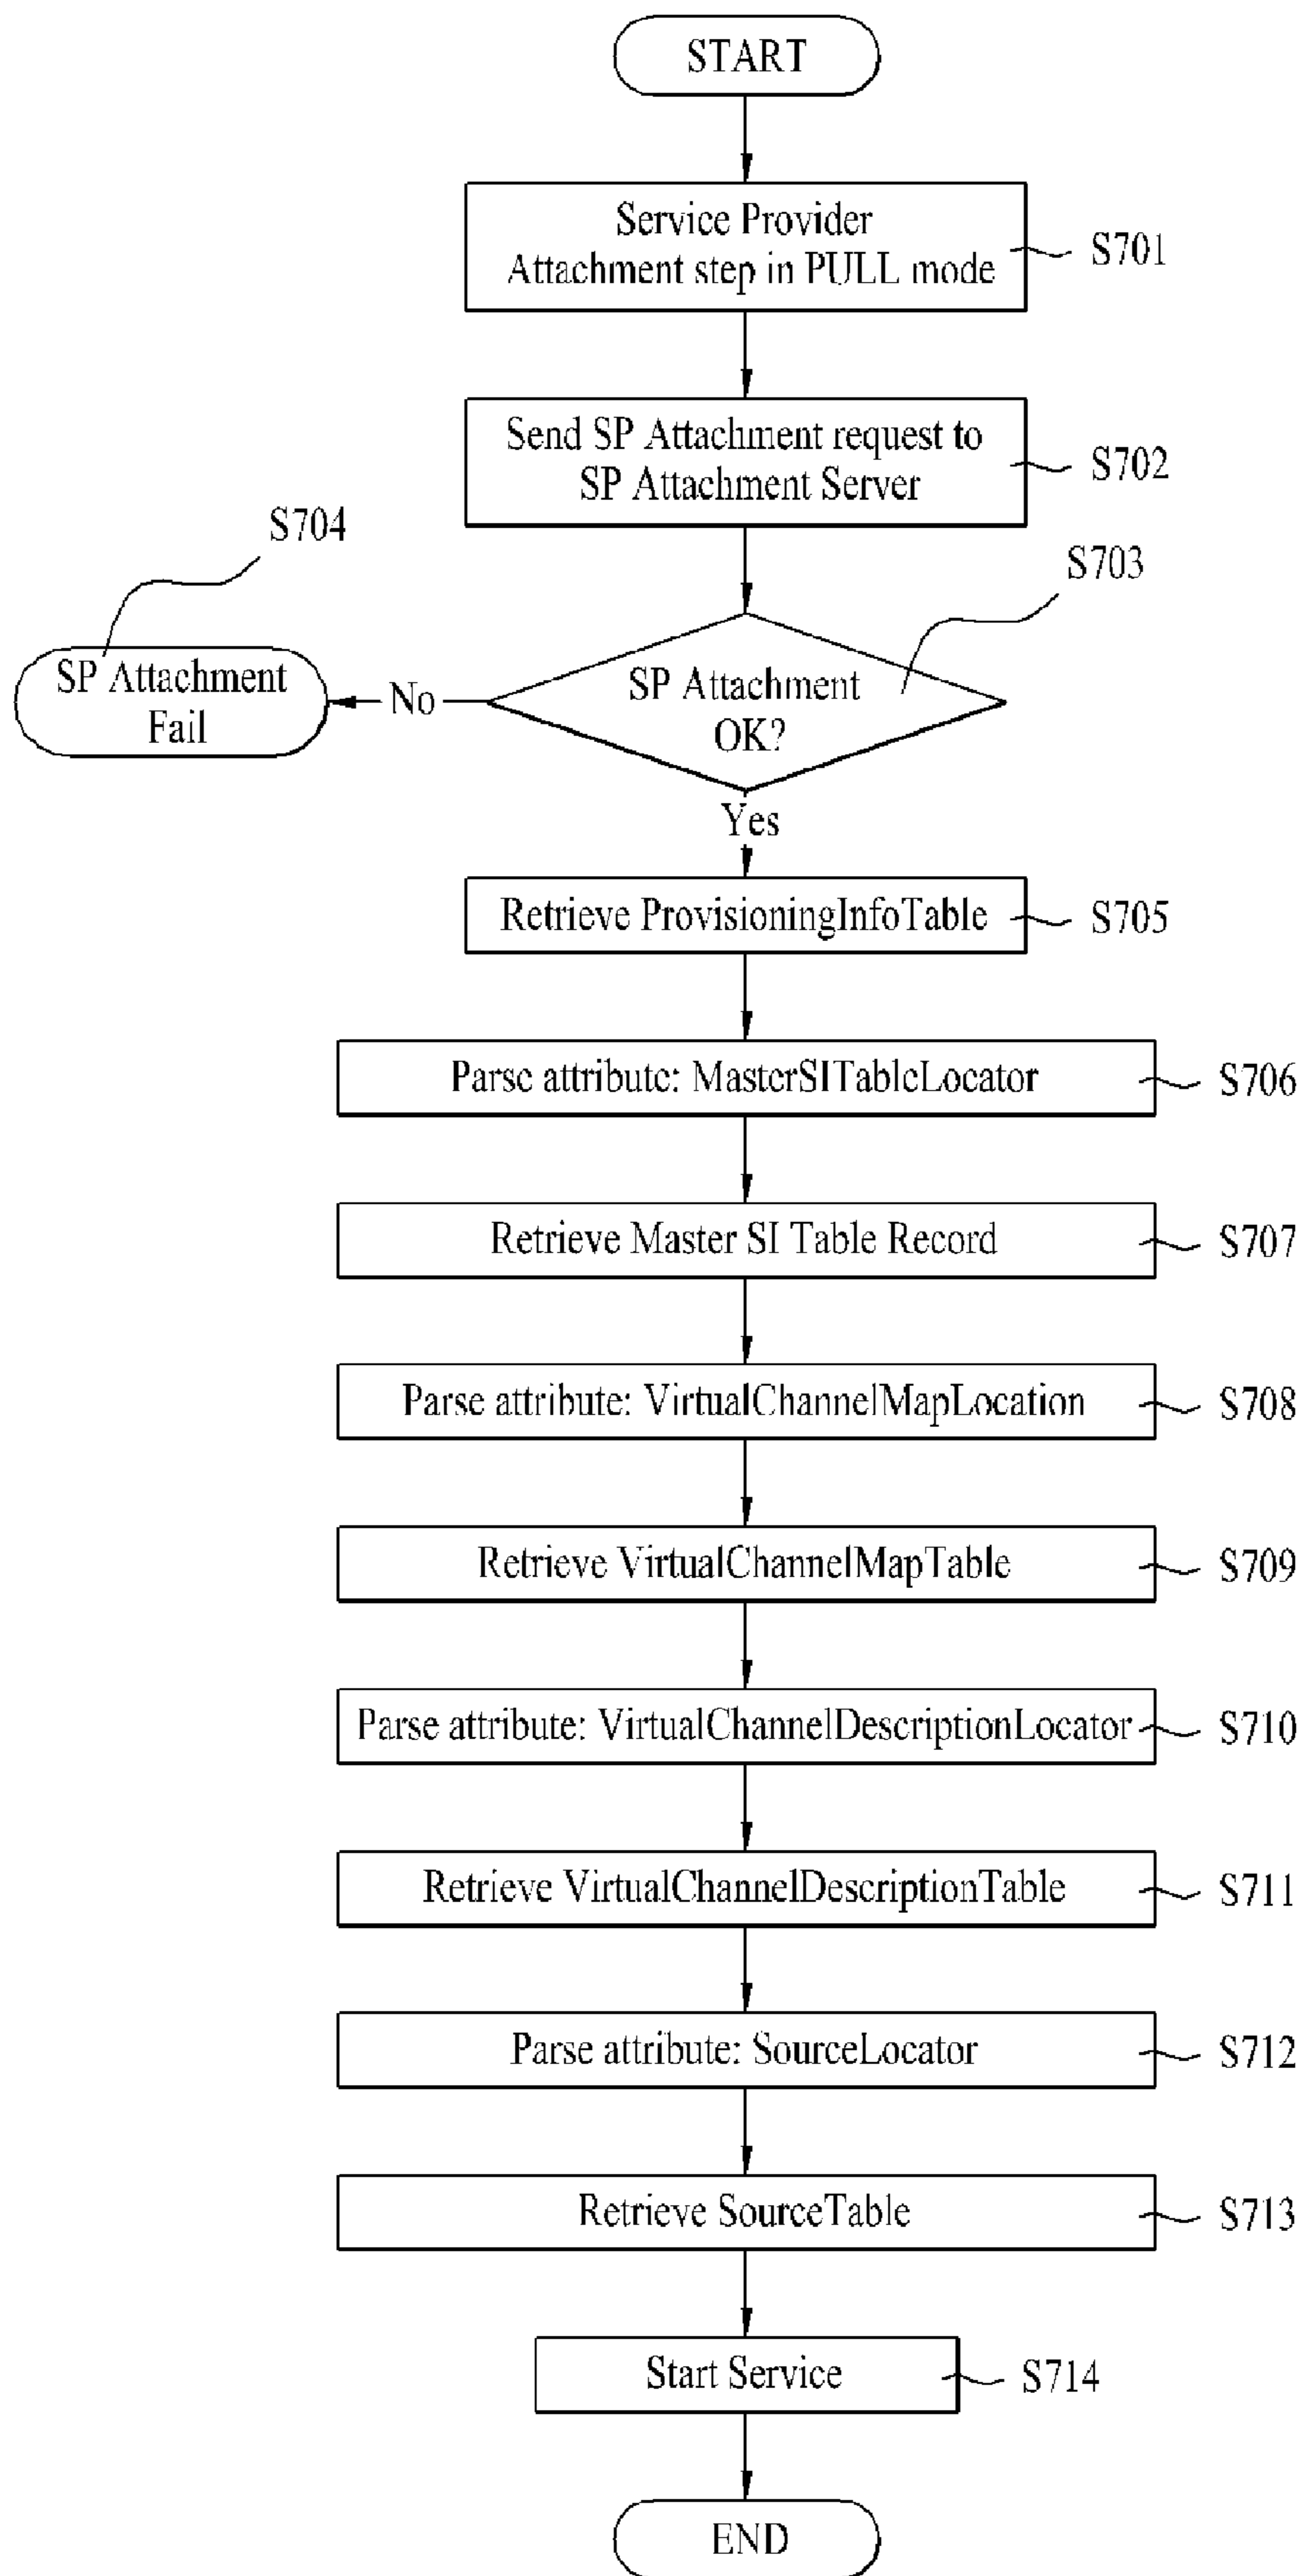 START
Service Provider
Attachment step in PULL mode
S701
Send SP Attachment request to
SP Attachment Server
S702
S704
S703
SP Attachment
Fail
No
SP Attachment
OK?
Yes
Retrieve ProvisioningInfoTable
S705
Parse attribute: MasterSITableLocator
S706
Retrieve Master SI Table Record
S707
Parse attribute: VirtualChannelMapLocation
S708
Retrieve VirtualChannelMapTable
S709
Parse attribute: VirtualChannelDescriptionLocator
S710
Retrieve VirtualChannelDescriptionTable
S711
Parse attribute: SourceLocator
S712
Retrieve SourceTable
S713
Start Service
S714
END